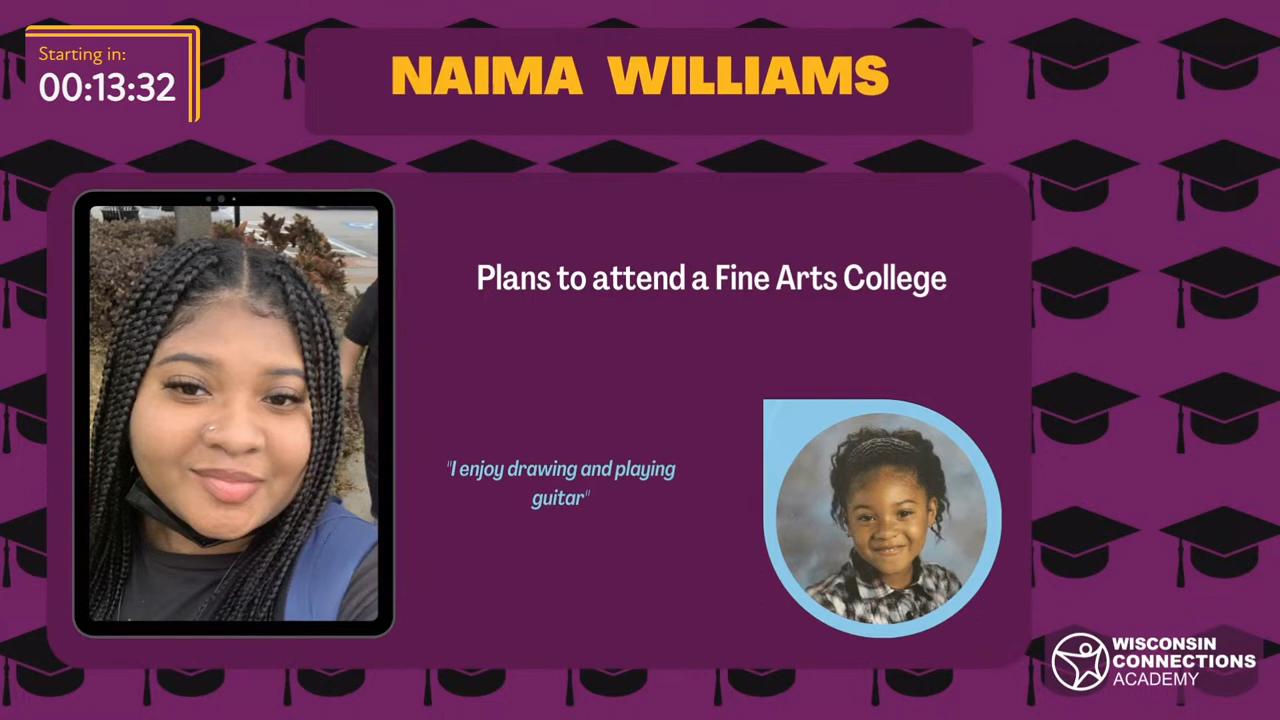 Starting in:
00:13:32
NAIMA WILLIAMS
Plans to attend a Fine Arts College
"I enjoy drawing and playing
guitar"
WISCONSIN
CONNECTIONS
ACADEMY